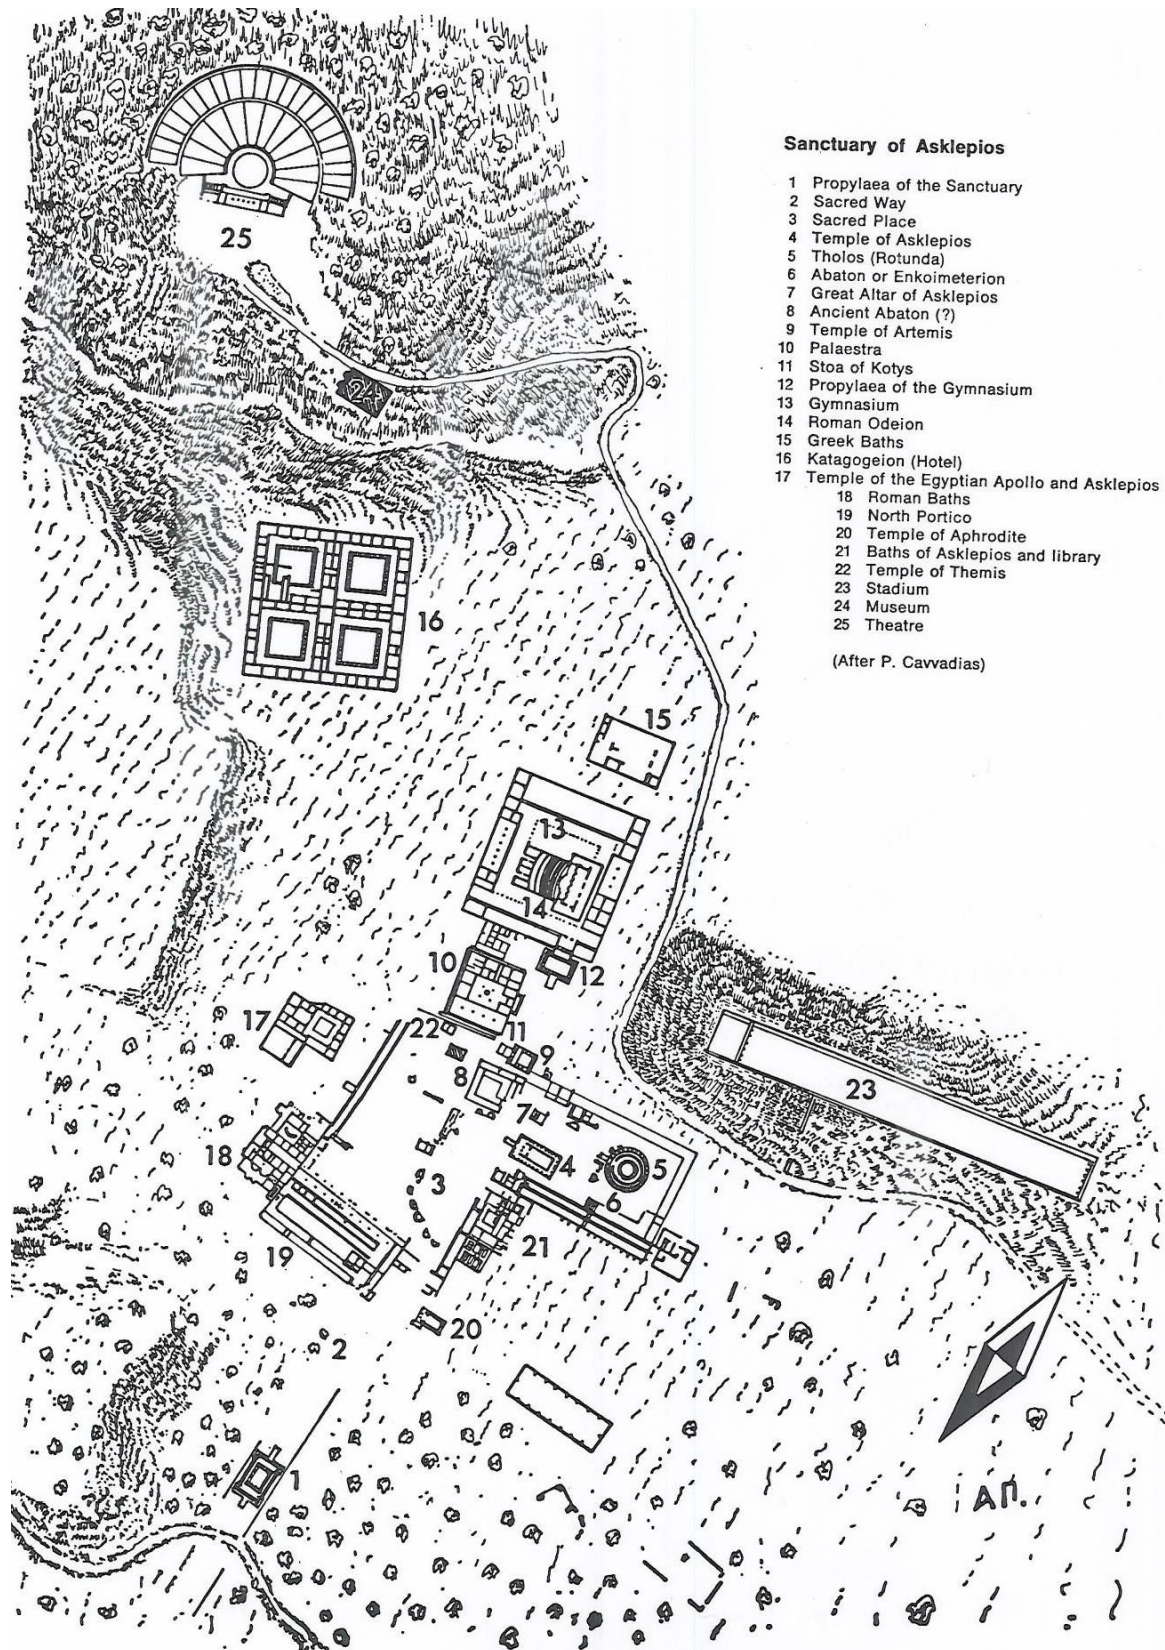 Sanctuary of Asklepios
1 Propylaea of the Sanctuary
2 Sacred Way
3 Sacred Place
4 Temple of Asklepios
5 Tholos (Rotunda)
6 Abaton or Enkoimeterion
7 Great Altar of Asklepios
8 Ancient Abaton (?)
9 Temple of Artemis
10 Palaestra
11 Stoa of Kotys
12 Propylaea of the Gymnasium
13 Gymnasium
14 Roman Odeion
15 Greek Baths
16 Katagogeion (Hotel)
17 Temple of the Egyptian Apollo and Asklepios
18 Roman Baths
19 North Portico
20 Temple of Aphrodite
21 Baths of Asklepios and library
22 Temple of Themis
23 Stadium
24 Museum
25 Theatre
(After P. Cavvadias)
25
24
16
15
13
14
10
12
17
22
11
9
8
7
23
18
4
5
3
6
19
21
20
2
1
ΑΠ.